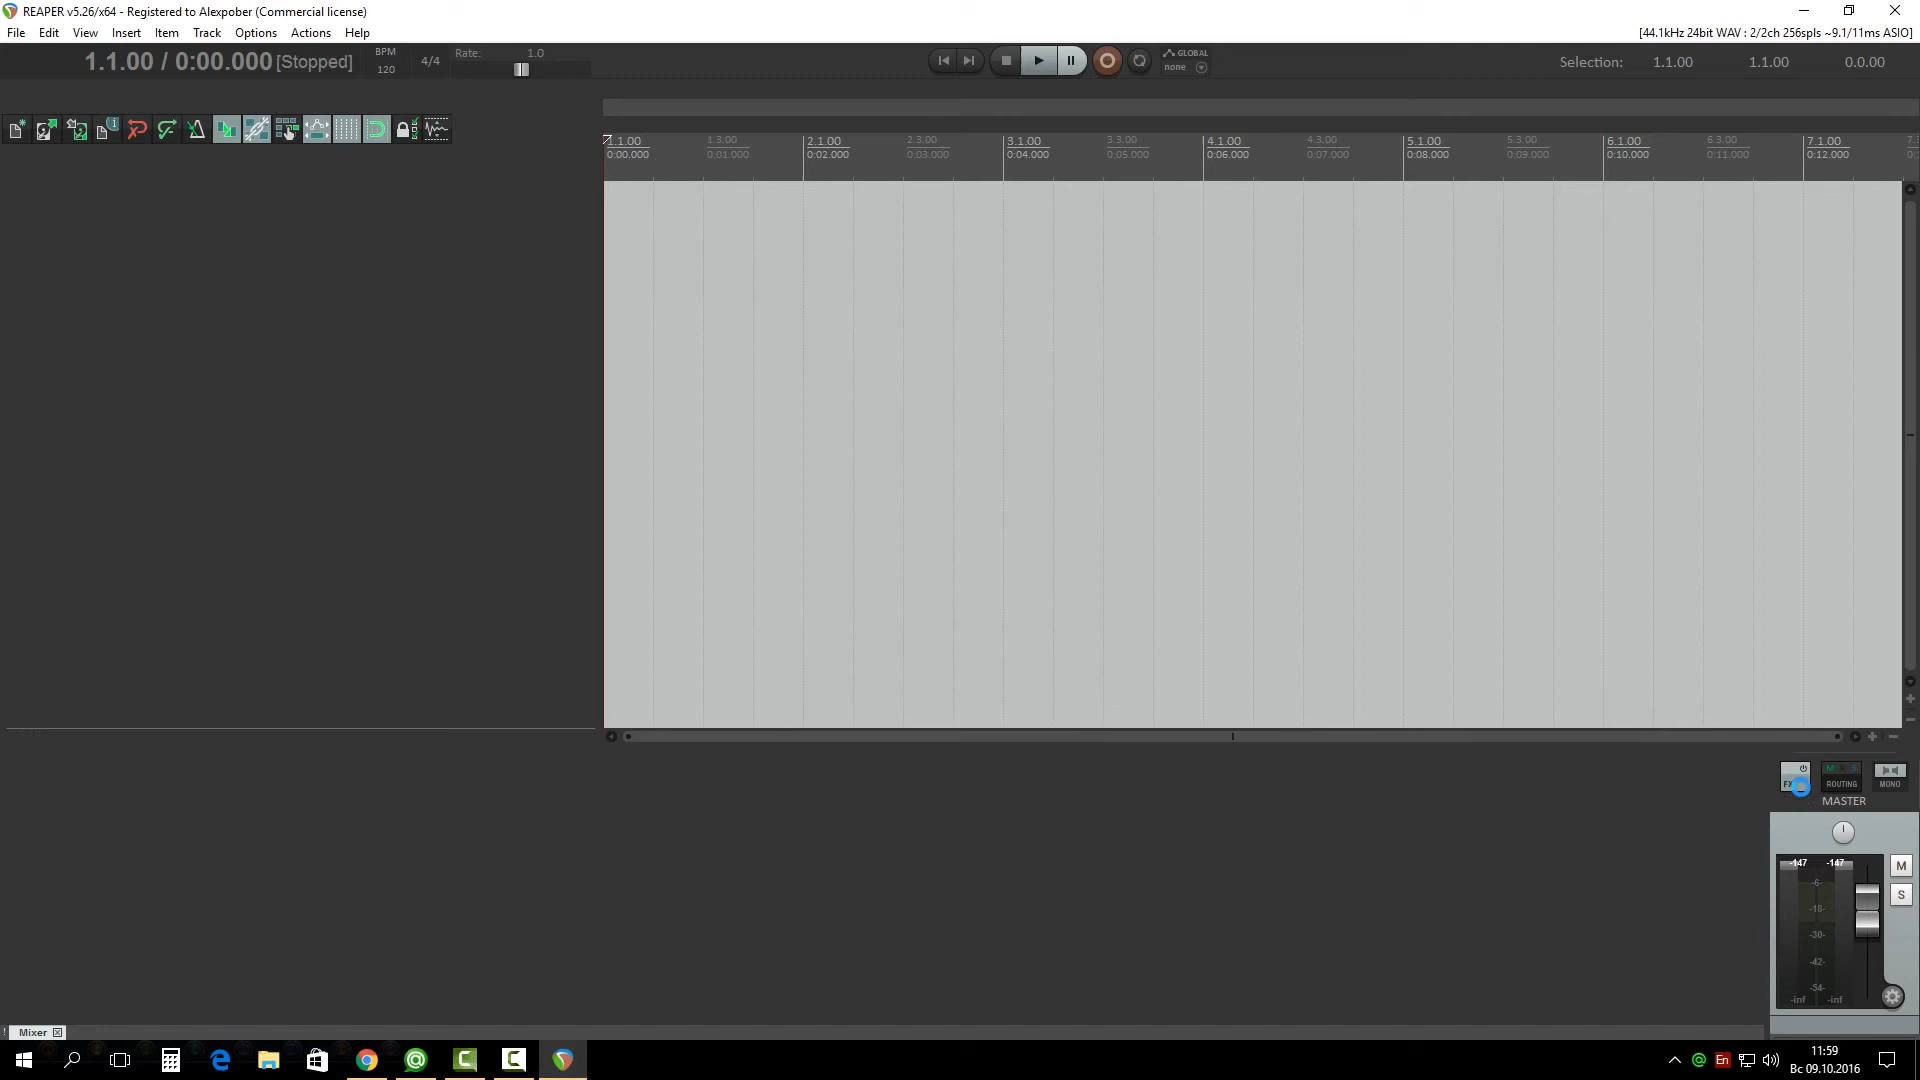 REAPER v5.26/x64 - Registered to Alexpober (Commercial license)
File Edit View Insert Item Track Options Actions Help
[44.1kHz 24bit WAV : 2/2ch 256spls ~9.1/11ms ASIO]
1.1.00 / 0:00.000 [Stopped]
BPM
120
4/4
Rate: 1.0
GLOBAL
none
Selection: 1.1.00 1.1.00 0.0.00
1.1.00 1.3.00 2.1.00 2.3.00 3.1.00 3.3.00 4.1.00 4.3.00 5.1.00 5.3.00 6.1.00 6.3.00 7.1.00
0:00.000 0:01.000 0:02.000 0:03.000 0:04.000 0:05.000 0:06.000 0:07.000 0:08.000 0:09.000 0:10.000 0:11.000 0:12.000
FX ROUTING MONO
MASTER
-147 -147
M
S
-6-
-18-
-30-
-42-
-54-
-inf -inf
Mixer
En
11:59
Вс 09.10.2016